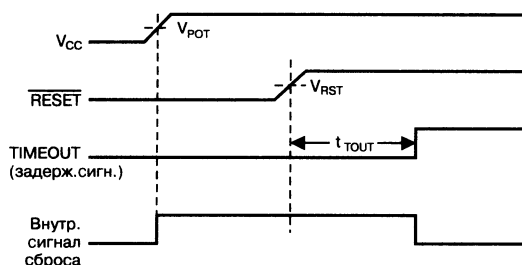 V_POT
V_CC
RESET
V_RST
t_TOUT
TIMEOUT
(задерж.сигн.)
Внутр.
сигнал
сброса